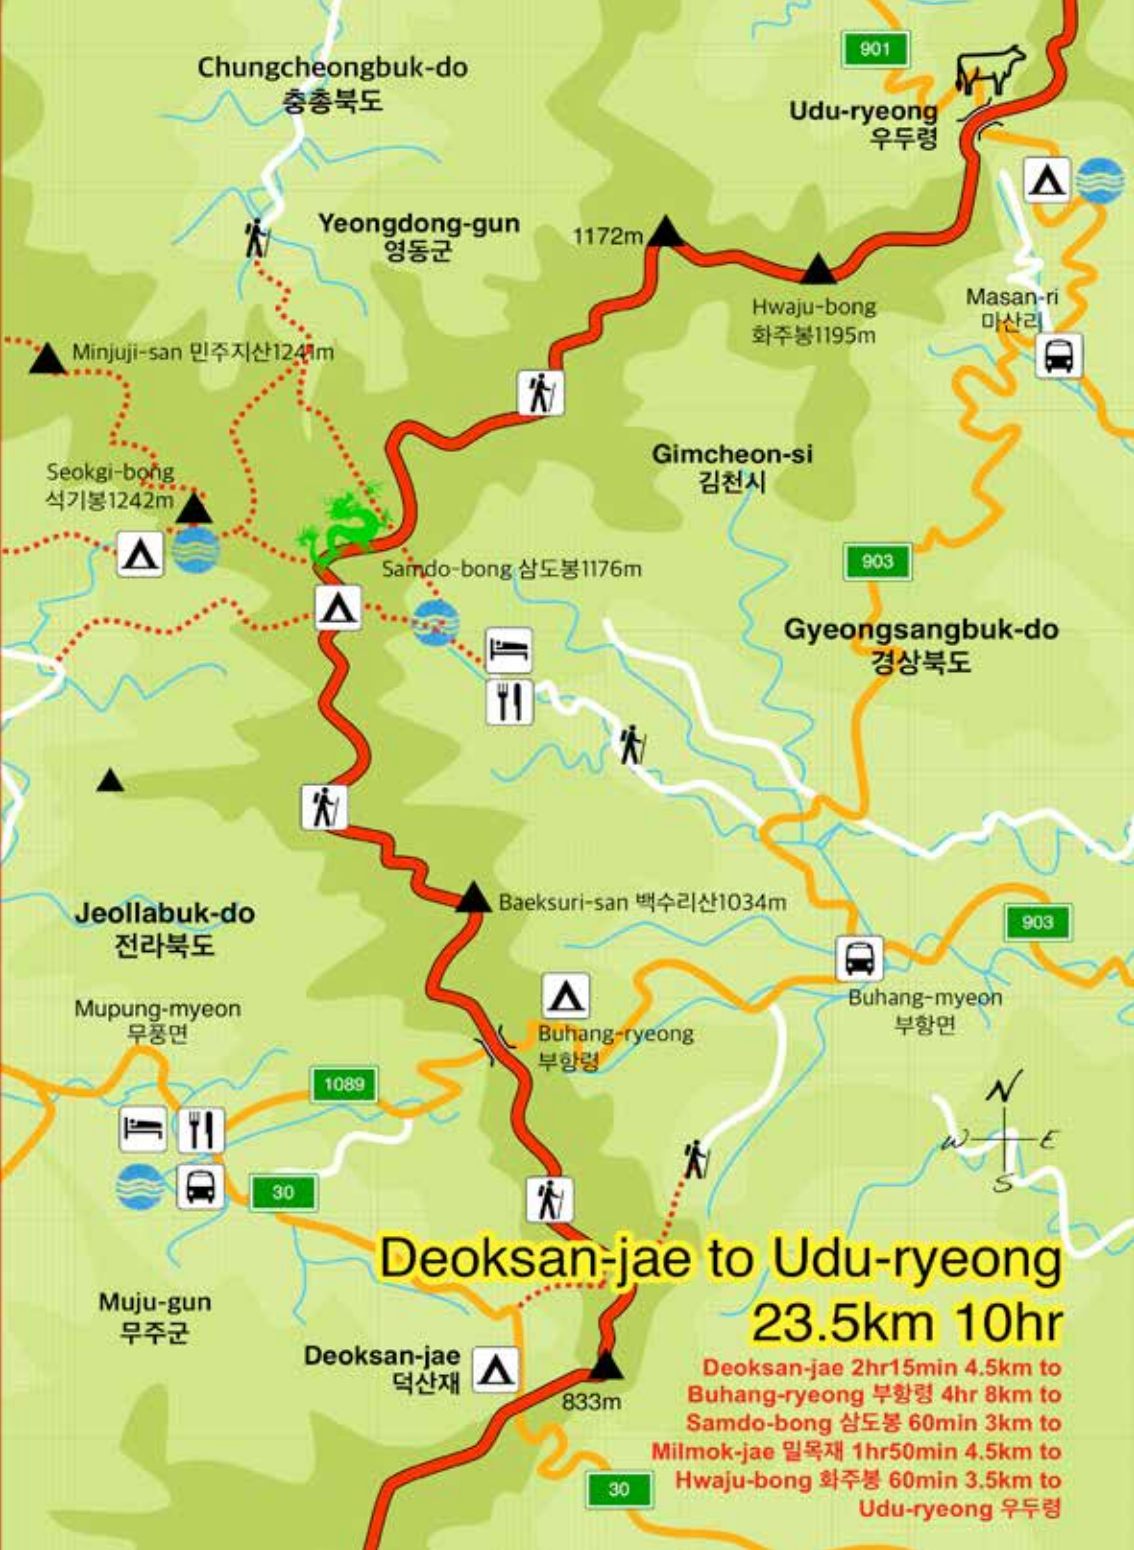 901
Chungcheongbuk-do
충총북도
Udu-ryeong
우두령
Yeongdong-gun
영동군
1172m
Hwaju-bong
화주봉1195m
Masan-ri
마산리
Minjuji-san 민주지산1241m
Seokgi-bong
석기봉1242m
Gimcheon-si
김천시
903
Samdo-bong 삼도봉1176m
Gyeongsangbuk-do
경상북도
Jeollabuk-do
전라북도
Baeksuri-san 백수리산1034m
903
Mupung-myeon
무풍면
Buhang-myeon
부항면
Buhang-ryeong
부항령
1089
N
W E
S
30
Deoksan-jae to Udu-ryeong
23.5km 10hr
Muju-gun
무주군
Deoksan-jae
덕산재
833m
Deoksan-jae 2hr15min 4.5km to
Buhang-ryeong 부항령 4hr 8km to
Samdo-bong 삼도봉 60min 3km to
Milmok-jae 밀목재 1hr50min 4.5km to
Hwaju-bong 화주봉 60min 3.5km to
Udu-ryeong 우두령
30